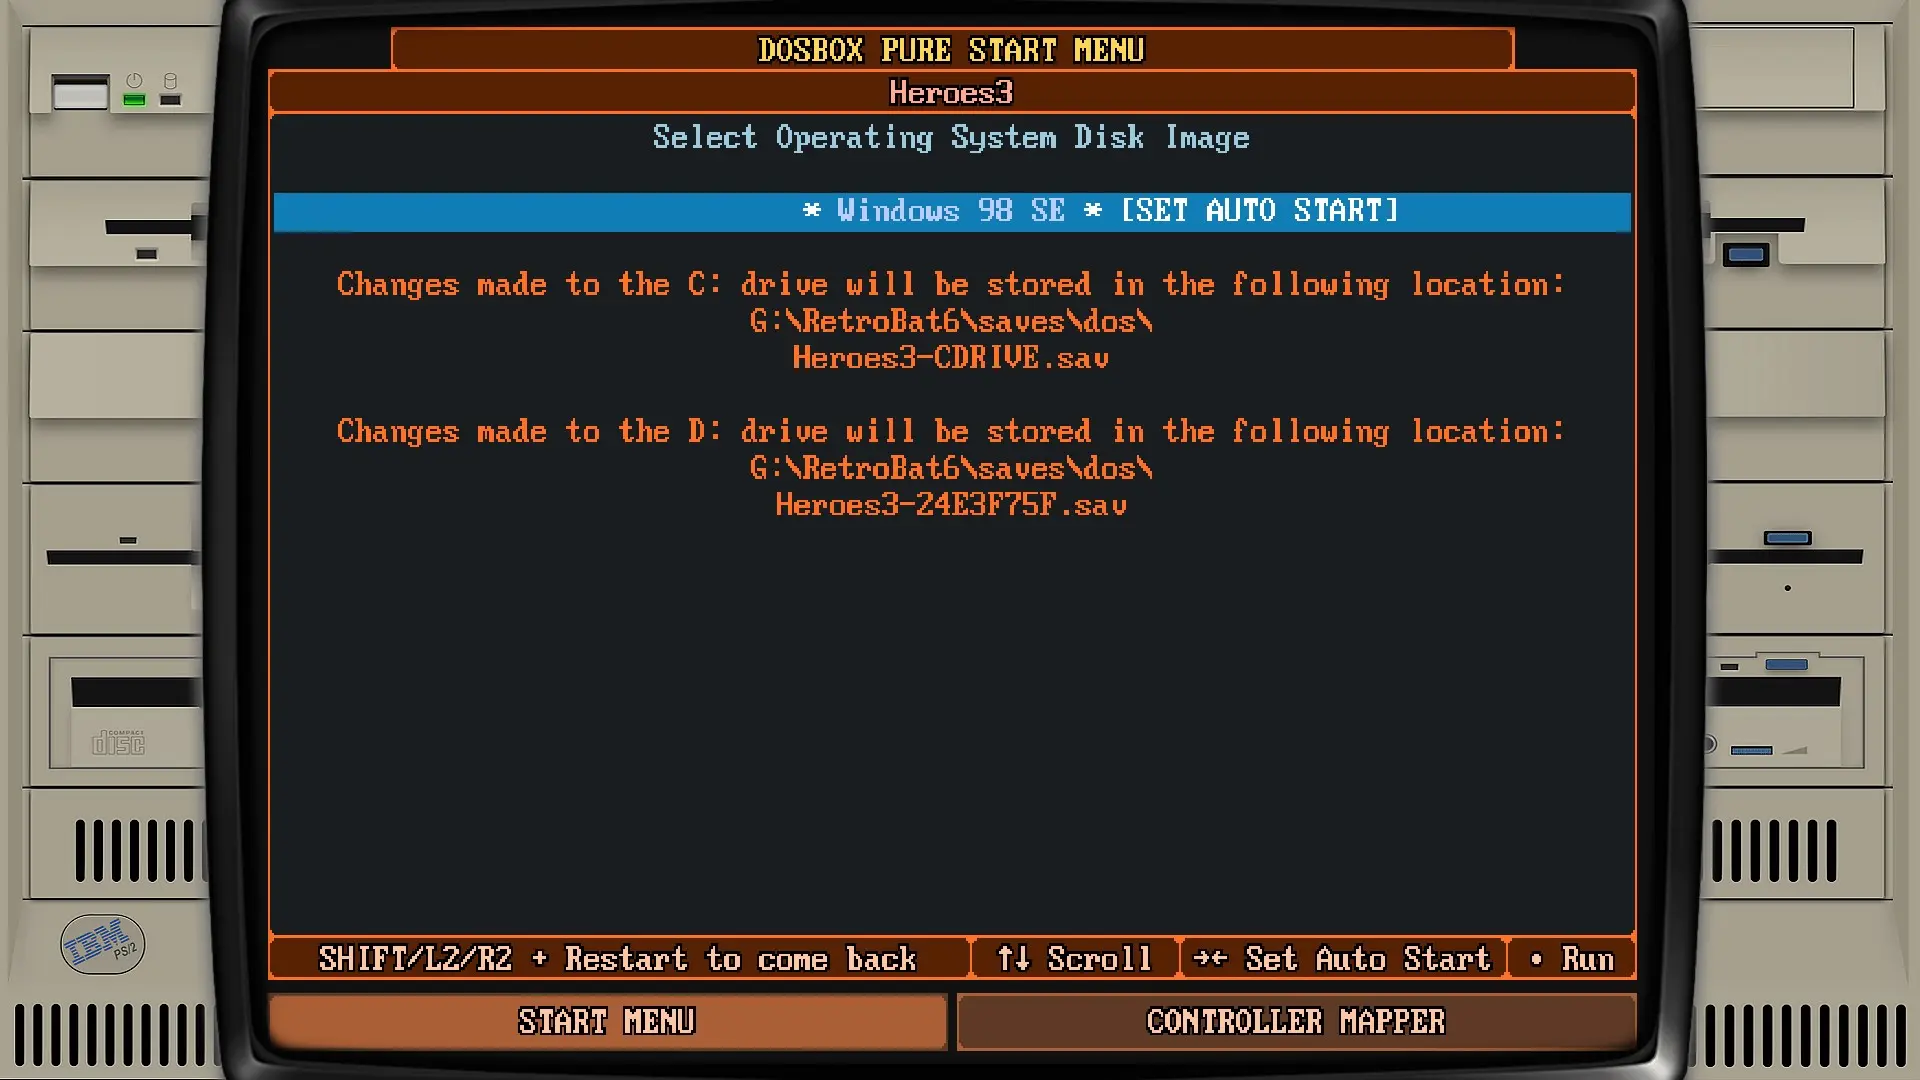 DOSBOX PURE START MENU
Heroes3
Select Operating System Disk Image
* Windows 98 SE * [SET AUTO START]
Changes made to the C: drive will be stored in the following location:
G:\RetroBat6\saves\dos\
Heroes3-CDRIVE.sav
Changes made to the D: drive will be stored in the following location:
G:\RetroBat6\saves\dos\
Heroes3-24E3F75F.sav
SHIFT/L2/R2 + Restart to come back
↑↓ Scroll
→← Set Auto Start
• Run
START MENU
CONTROLLER MAPPER
COMPACT
disc
IBM
PS/2